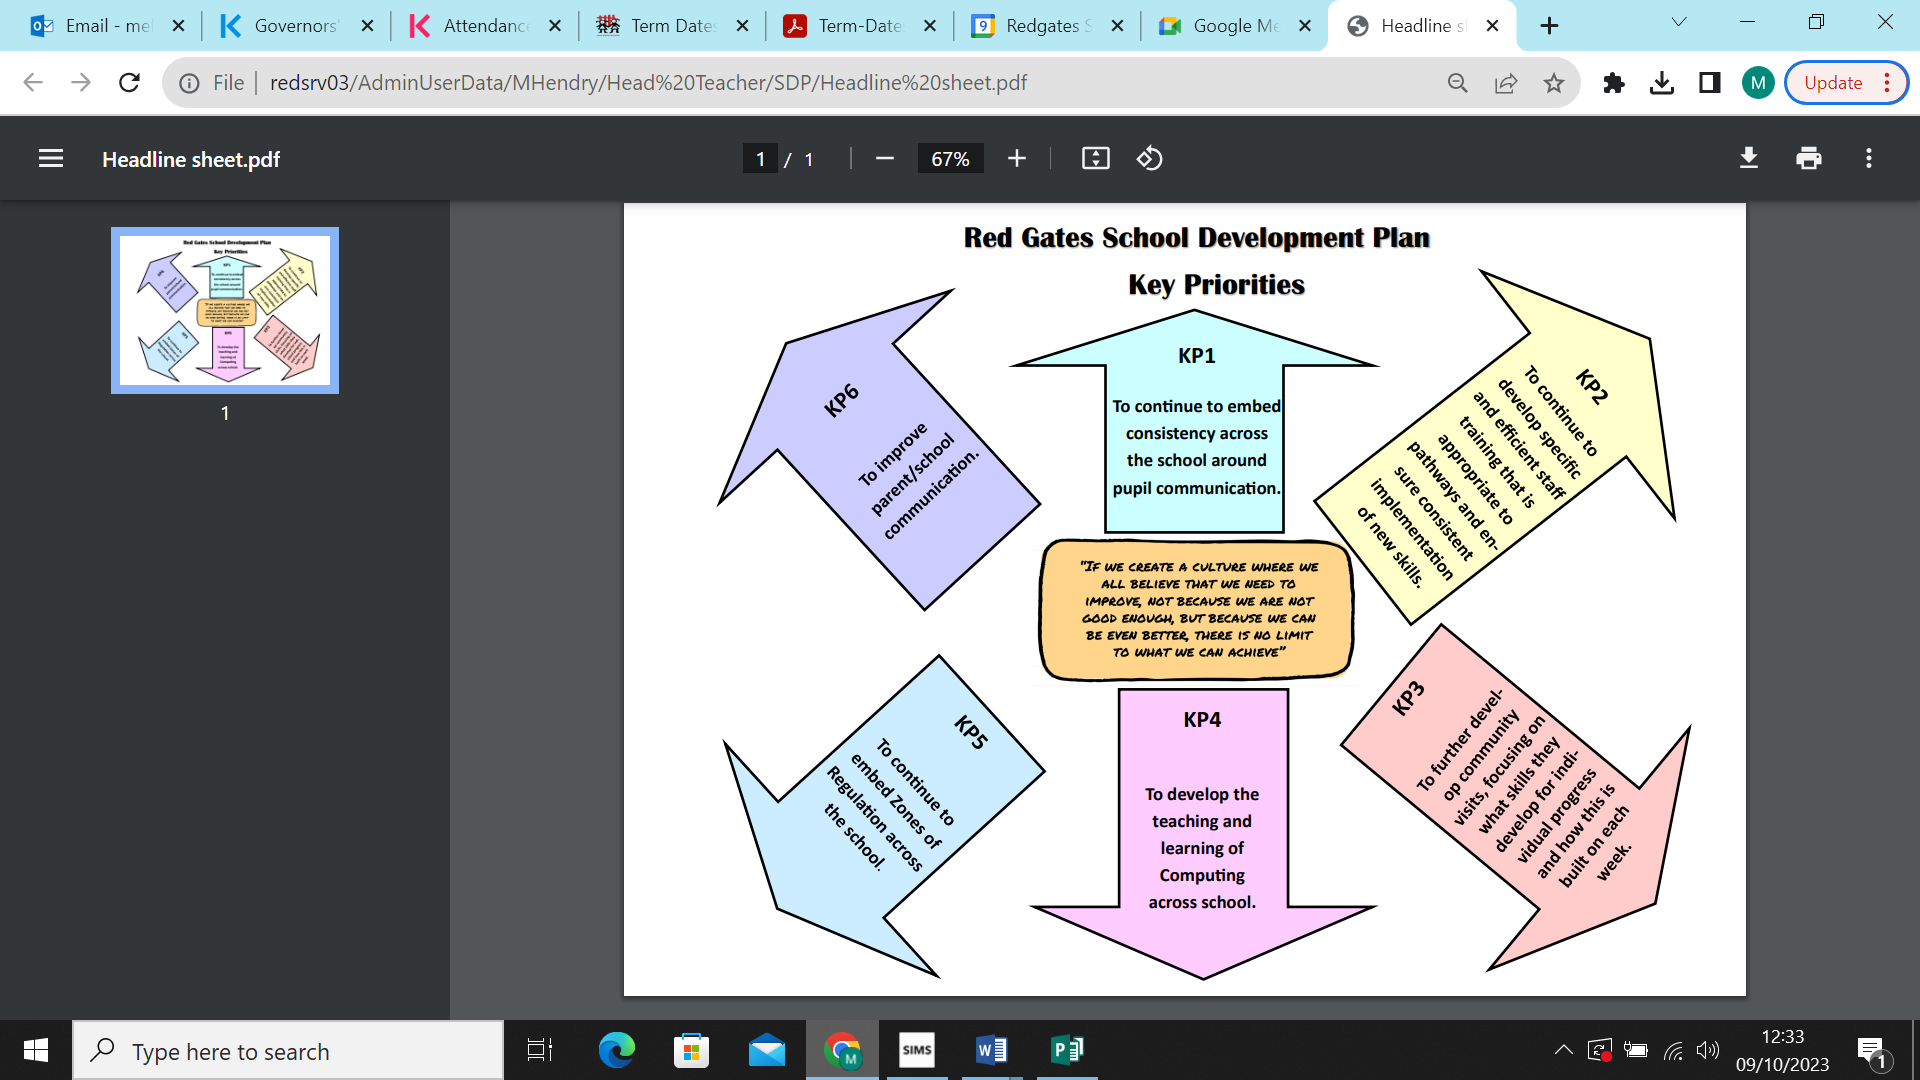 Email - mel
Governors'
Attendance
Term Dates
Term-Date
Redgates S
Google Me
Headline sh
File
redsrv03/AdminUserData/MHendry/Head%20Teacher/SDP/Headline%20sheet.pdf
M
Update
Headline sheet.pdf
1 / 1
67%
1
Red Gates School Development Plan
Key Priorities
KP1
To continue to embed
consistency across
the school around
pupil communication.
KP2
To continue to
develop specific
and efficient staff
training that is
appropriate to
pathways and en-
sure consistent
implementation
of new skills.
KP3
To further devel-
op community
visits, focusing on
what skills they
develop for indi-
vidual progress
and how this is
built on each
week.
KP4
To develop the
teaching and
learning of
Computing
across school.
KP5
To continue to
embed Zones of
Regulation across
the school.
KP6
To improve
parent/school
communication.
"If we create a culture where we
all believe that we need to
improve, not because we are not
good enough, but because we can
be even better, there is no limit
to what we can achieve"
Type here to search
SIMS
12:33
09/10/2023
1